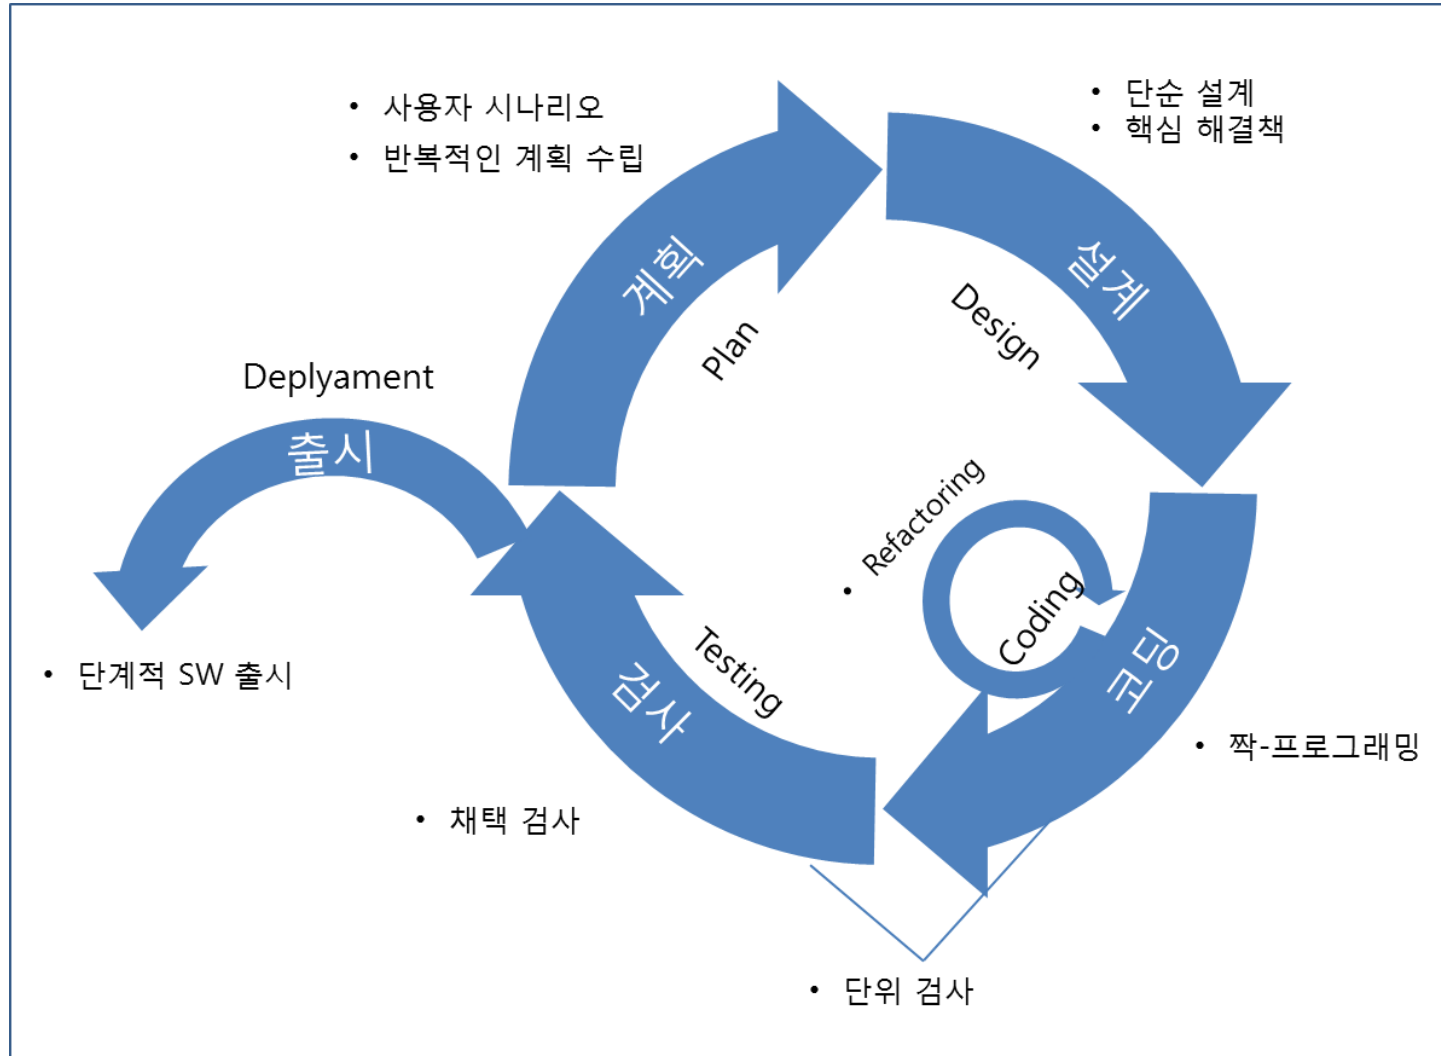 • 사용자 시나리오
• 반복적인 계획 수립
• 단순 설계
• 핵심 해결책
계획
Plan
설계
Design
Deplyament
출시
• 단계적 SW 출시
• Refactoring
Coding
코딩
• 짝-프로그래밍
Testing
검사
• 채택 검사
• 단위 검사